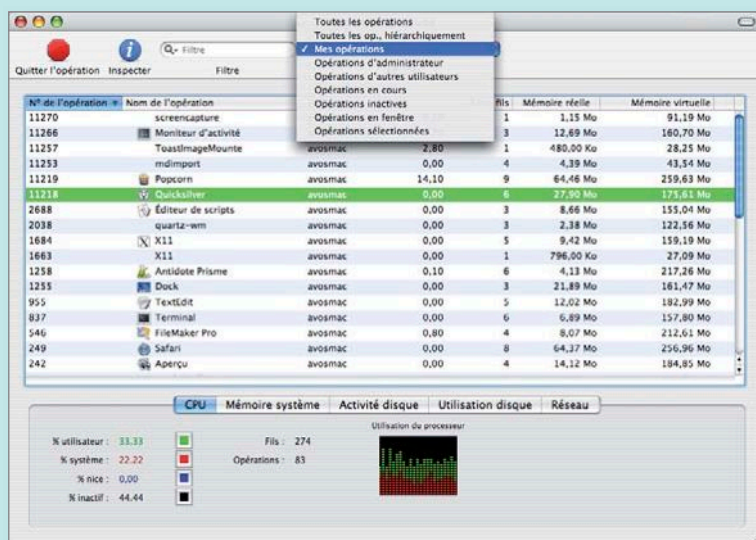 Toutes les opérations
Toutes les op., hiérarchiquement
✓ Mes opérations
Opérations d'administrateur
Opérations d'autres utilisateurs
Opérations en cours
Opérations inactives
Opérations en fenêtre
Opérations sélectionnées
Filtre
Quitter l'opération Inspecter Filtre
N° de l'opération Nom de l'opération fils Mémoire réelle Mémoire virtuelle
11270 screencapture 1 1,15 Mo 91,19 Mo
11266 Moniteur d'activité 3 12,69 Mo 160,70 Mo
11257 ToastImageMounte avosmac 2,80 1 480,00 Ko 28,25 Mo
11253 mdimport avosmac 0,00 4 4,39 Mo 43,54 Mo
11219 Popcorn avosmac 14,10 9 64,46 Mo 259,63 Mo
11218 Quicksilver avosmac 0,00 6 27,90 Mo 175,61 Mo
2688 Éditeur de scripts avosmac 0,00 3 8,66 Mo 155,04 Mo
2038 quartz-wm avosmac 0,00 3 2,38 Mo 122,56 Mo
1684 X11 avosmac 0,00 5 9,42 Mo 159,19 Mo
1663 X11 avosmac 0,00 1 796,00 Ko 27,09 Mo
1258 Antidote Prisme avosmac 0,10 6 4,13 Mo 217,26 Mo
1255 Dock avosmac 0,00 3 21,89 Mo 161,47 Mo
955 TextEdit avosmac 0,00 5 12,02 Mo 182,99 Mo
837 Terminal avosmac 0,00 6 6,89 Mo 157,80 Mo
546 FileMaker Pro avosmac 0,80 4 8,07 Mo 212,61 Mo
249 Safari avosmac 0,00 8 64,37 Mo 256,96 Mo
242 Aperçu avosmac 0,00 4 14,12 Mo 184,85 Mo
CPU Mémoire système Activité disque Utilisation disque Réseau
Utilisation du processeur
% utilisateur : 33.33 Fils : 274
% système : 22.22 Opérations : 83
% nice : 0,00
% inactif : 44.44